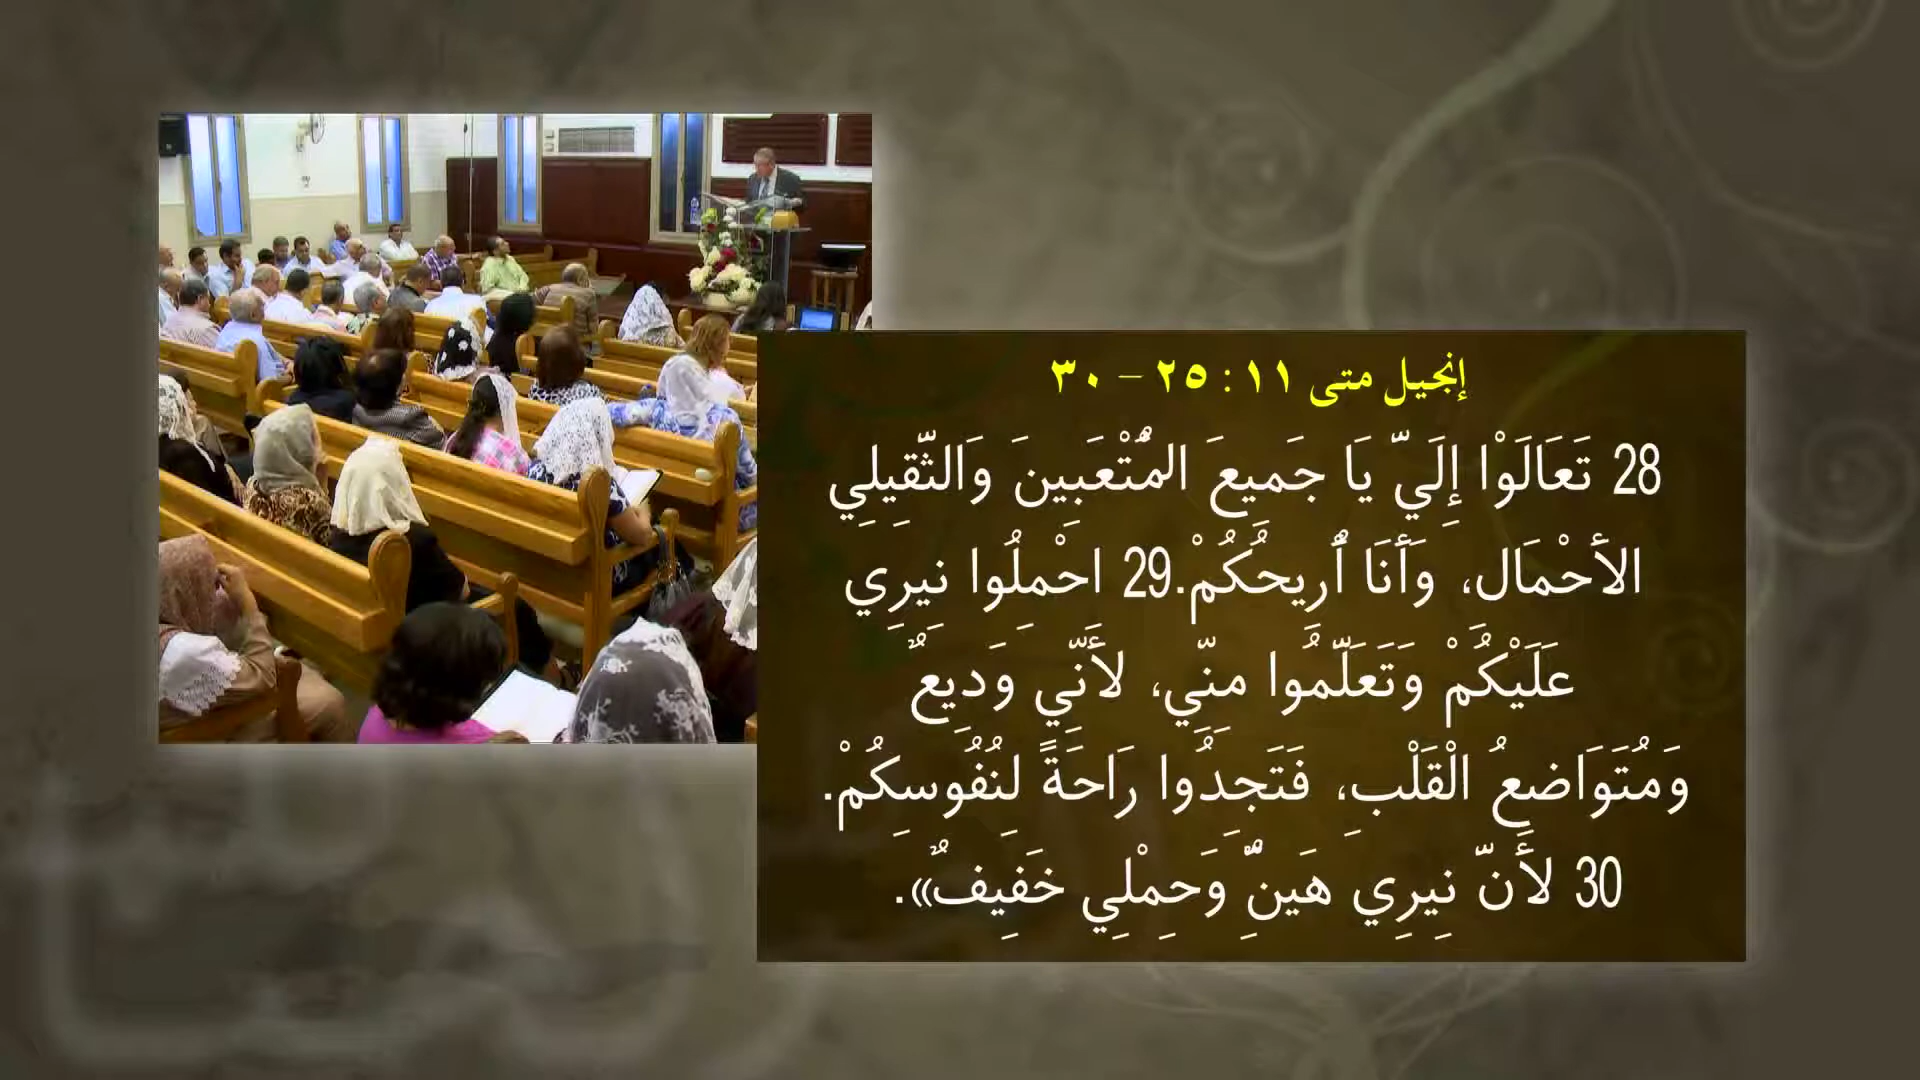 إنجيل متى ١١ : ٢٥ – ٣٠
28 تَعَالَوْا إِلَيَّ يَا جَمِيعَ الْمُتْعَبِينَ وَالثَّقِيلِي
الأَحْمَالِ، وَأَنَا أُرِيحُكُمْ.29 اَحْمِلُوا نِيرِي
عَلَيْكُمْ وَتَعَلَّمُوا مِنِّي، لأَنِّي وَدِيعٌ
وَمُتَوَاضِعُ الْقَلْبِ، فَتَجِدُوا رَاحَةً لِنُفُوسِكُمْ.
30 لأَنَّ نِيرِي هَيِّنٌ وَحِمْلِي خَفِيفٌ».